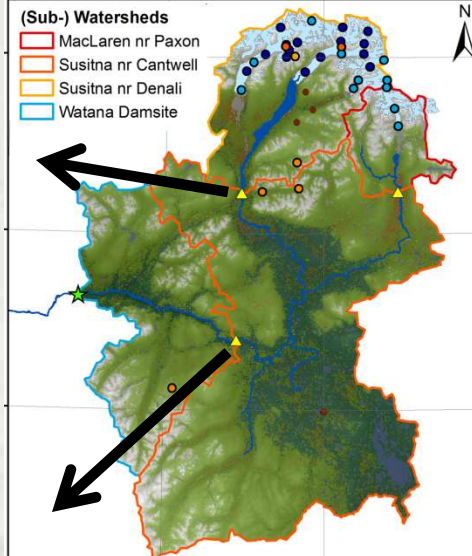 (Sub-) Watersheds
MacLaren nr Paxon
Susitna nr Cantwell
Susitna nr Denali
Watana Damsite
N